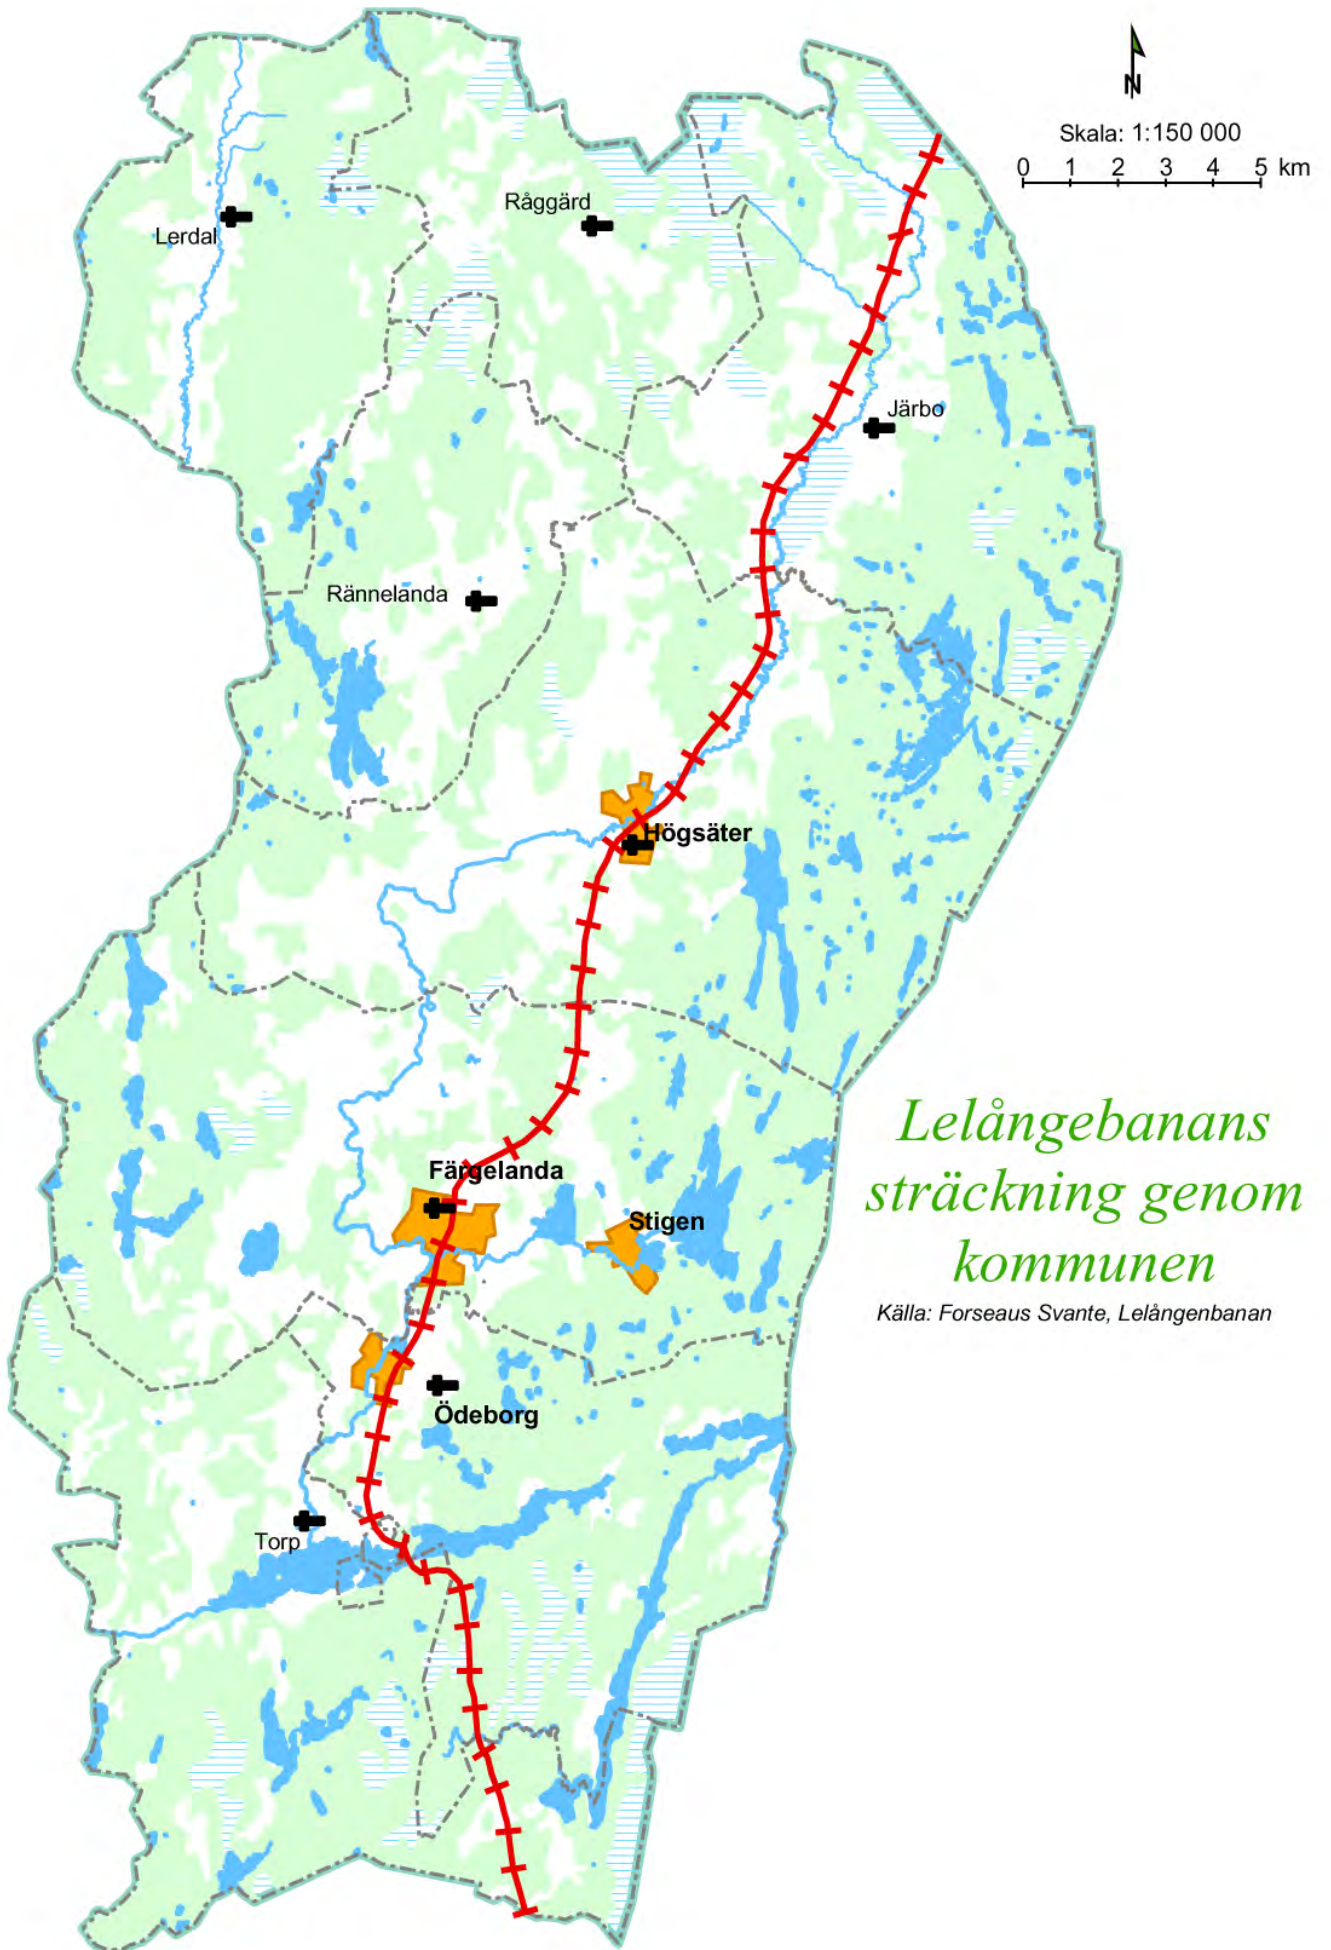 N
Skala: 1:150 000
0 1 2 3 4 5 km
Råggärd
Lerdal
Järbo
Rännelanda
Högsäter
Färgelanda
Stigen
Ödeborg
Torp
Lelångebanans
sträckning genom
kommunen
Källa: Forseaus Svante, Lelångenbanan